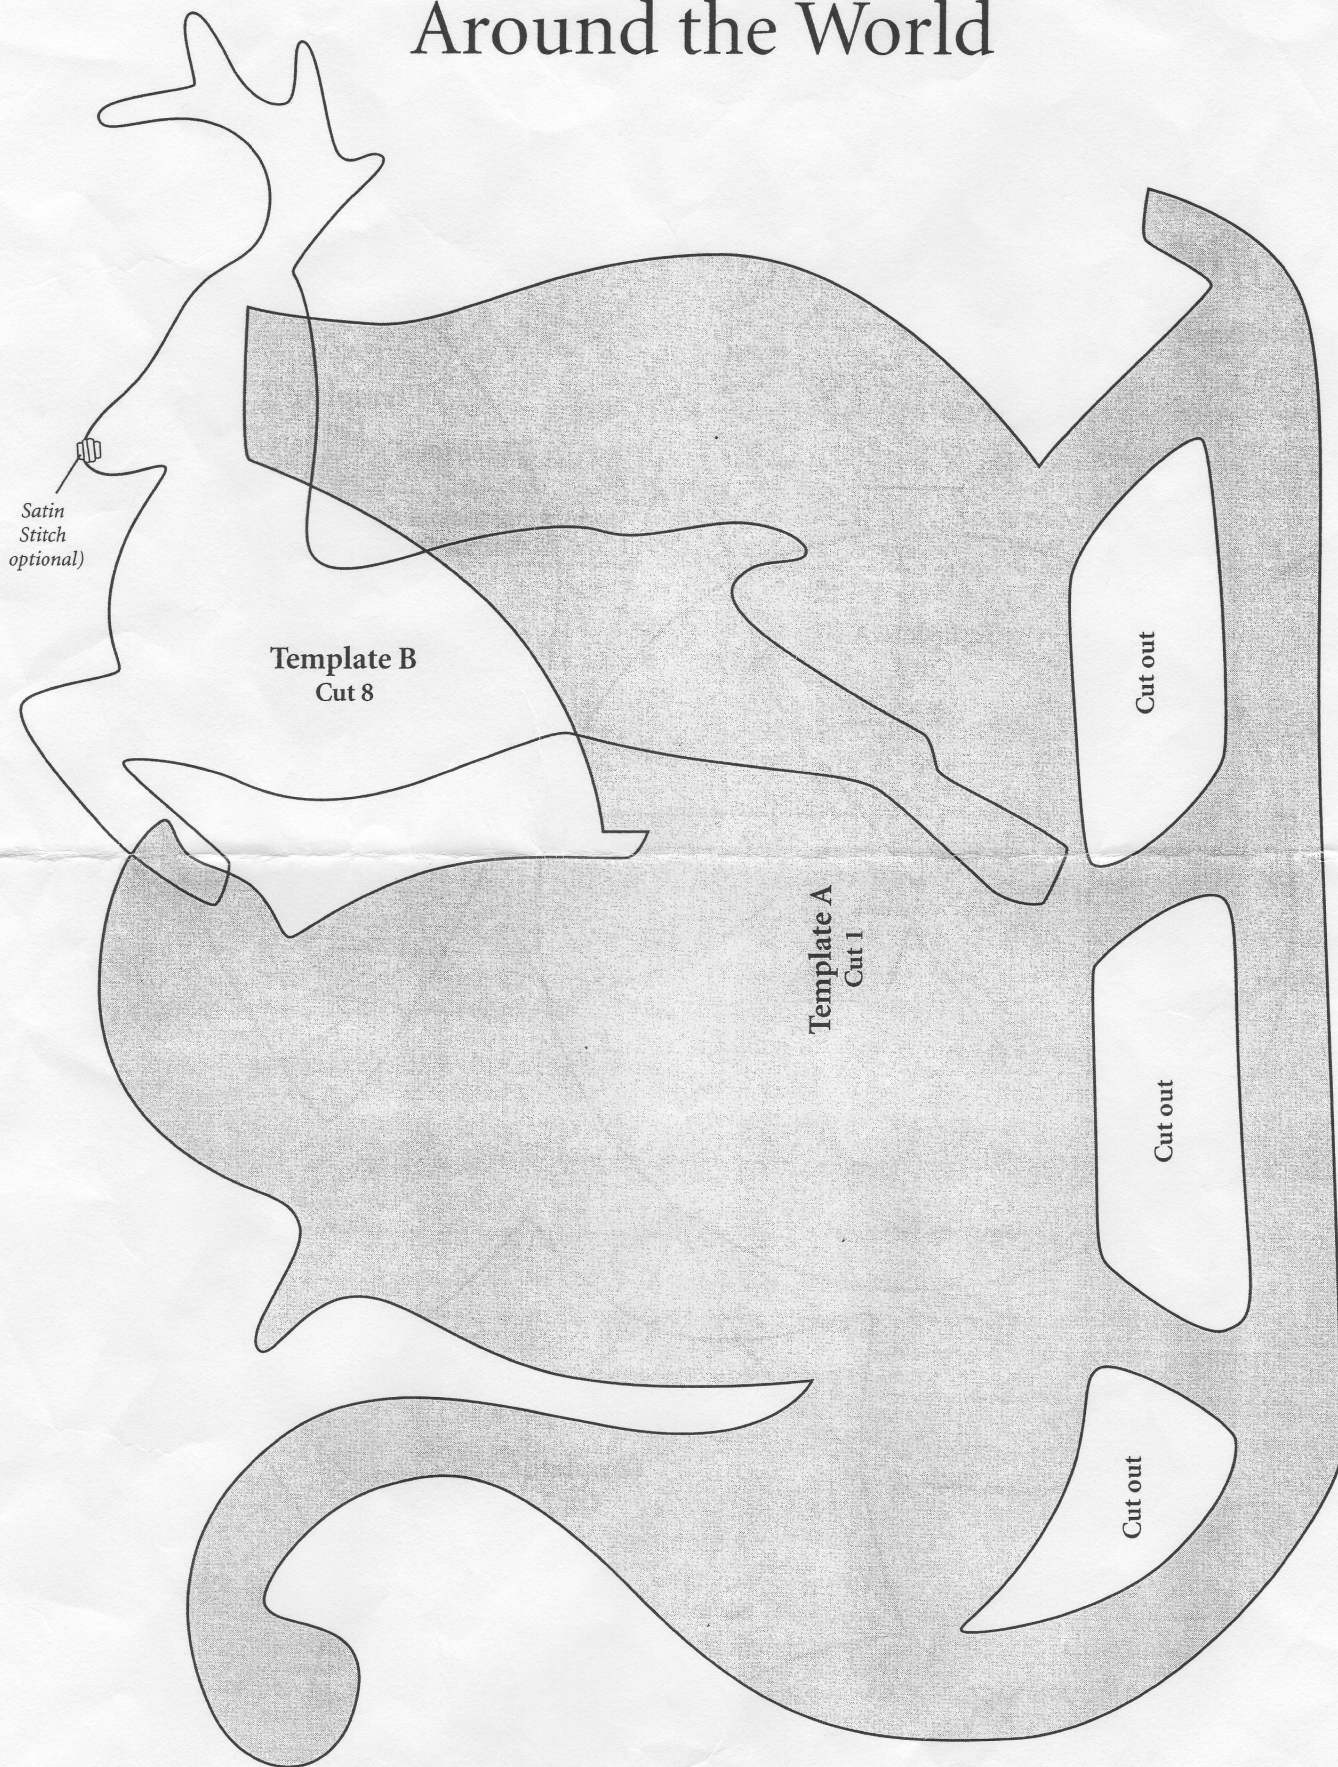 Around the World
Satin
Stitch
optional)
Template B
Cut 8
Cut out
Template A
Cut 1
Cut out
Cut out